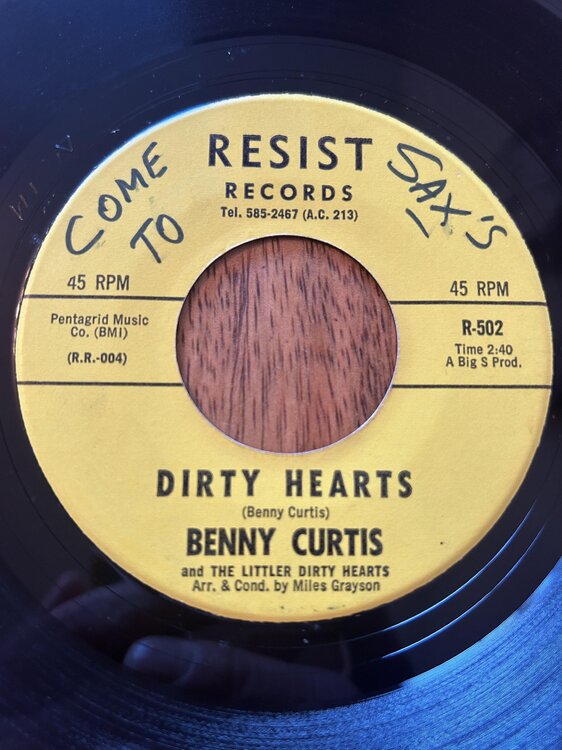 COME TO
SAX'S
RESIST
RECORDS
Tel. 585-2467 (A.C. 213)
45 RPM
45 RPM
Pentagrid Music
Co. (BMI)
(R.R.-004)
R-502
Time 2:40
A Big S Prod.
DIRTY HEARTS
(Benny Curtis)
BENNY CURTIS
and THE LITTLER DIRTY HEARTS
Arr. & Cond. by Miles Grayson